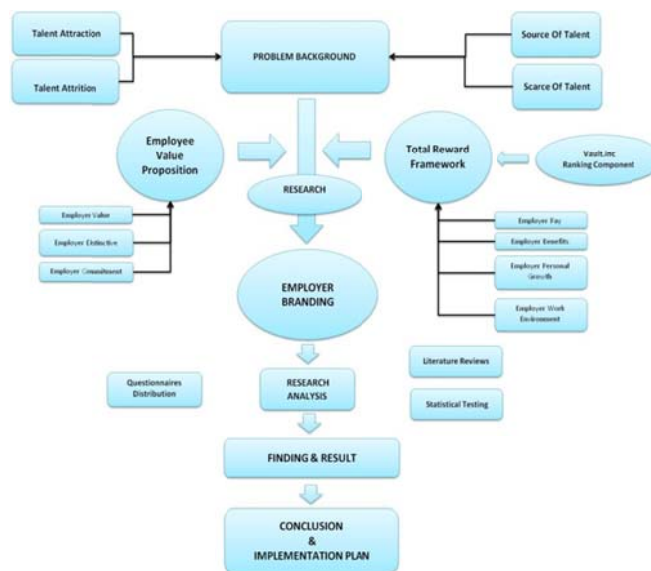 Talent Attraction
Talent Attrition
PROBLEM BACKGROUND
Source Of Talent
Scarce Of Talent
Employee
Value
Proposition
Total Reward
Framework
Vault.inc
Ranking Component
RESEARCH
Employer Value
Employer Distinctive
Employer Commitment
Employer Pay
Employer Benefits
Employer Personal
Growth
Employer Work
Environment
EMPLOYER
BRANDING
Questionnaires
Distribution
RESEARCH
ANALYSIS
Literature Reviews
Statistical Testing
FINDING & RESULT
CONCLUSION
&
IMPLEMENTATION PLAN